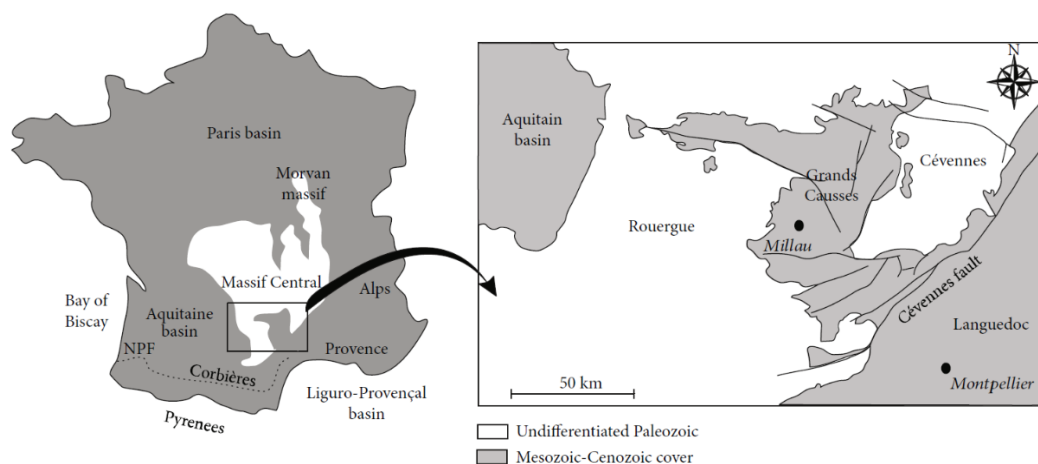 Paris basin
Morvan
massif
Massif Central
Bay of
Biscay
Alps
Aquitaine
basin
NPF
Provence
Corbières
Liguro-Provençal
basin
Pyrenees
N
Aquitain
basin
Cévennes
Grands
Causses
Rouergue
Millau
Cévennes fault
Languedoc
50 km
Montpellier
Undifferentiated Paleozoic
Mesozoic-Cenozoic cover